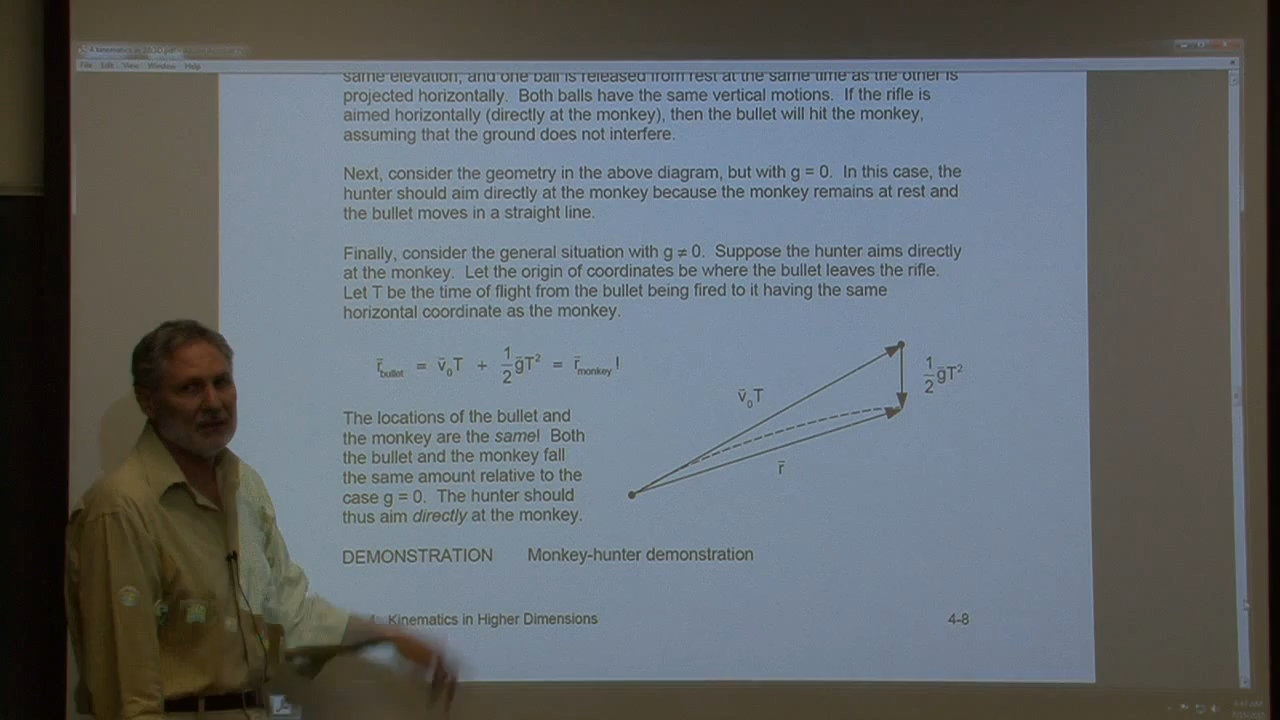 File Edit View Window Help
same elevation, and one ball is released from rest at the same time as the other is
projected horizontally. Both balls have the same vertical motions. If the rifle is
aimed horizontally (directly at the monkey), then the bullet will hit the monkey,
assuming that the ground does not interfere.
Next, consider the geometry in the above diagram, but with g = 0. In this case, the
hunter should aim directly at the monkey because the monkey remains at rest and
the bullet moves in a straight line.
Finally, consider the general situation with g ≠ 0. Suppose the hunter aims directly
at the monkey. Let the origin of coordinates be where the bullet leaves the rifle.
Let T be the time of flight from the bullet being fired to it having the same
horizontal coordinate as the monkey.
r̄bullet = v̄₀T + 1/2 ḡT² = r̄monkey !
v̄₀T
1/2 ḡT²
r̄
The locations of the bullet and
the monkey are the same! Both
the bullet and the monkey fall
the same amount relative to the
case g = 0. The hunter should
thus aim directly at the monkey.
DEMONSTRATION Monkey-hunter demonstration
Kinematics in Higher Dimensions 4-8